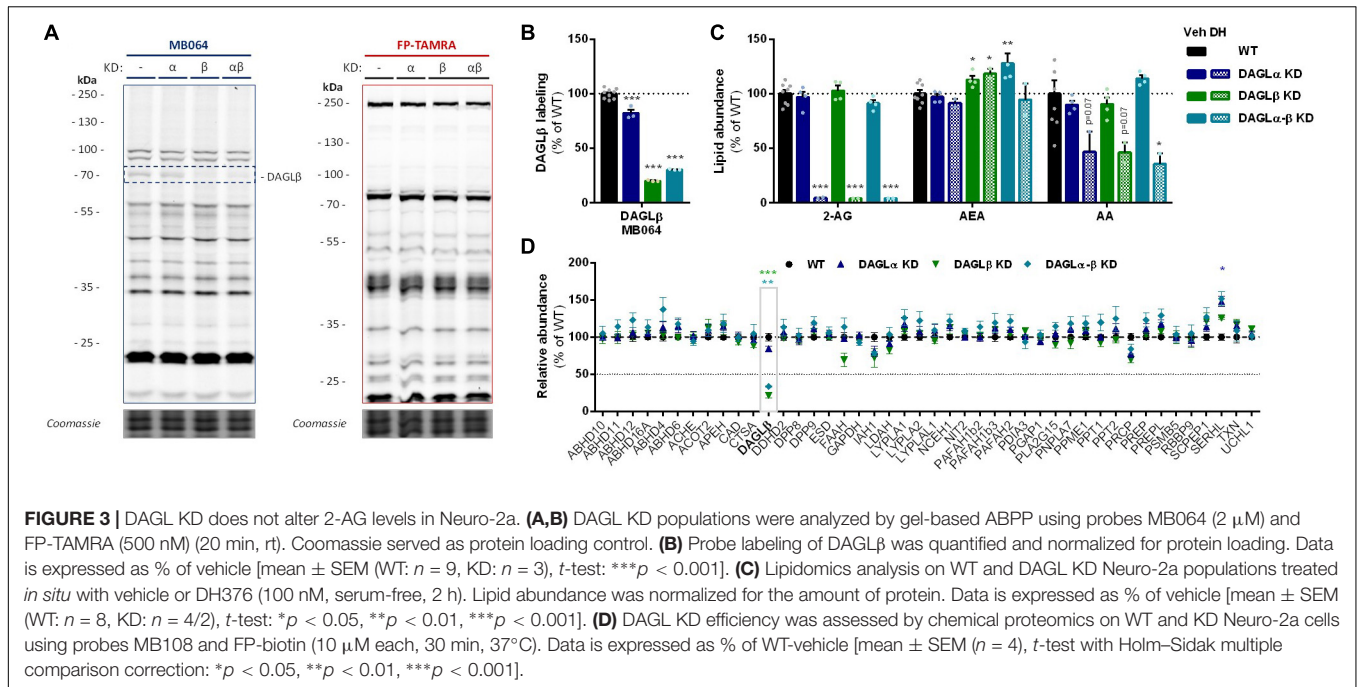 A
MB064
KD: - α β αβ
kDa
- 250 -
- 130 -
- 100 -
- 70 -
- 55 -
- 35 -
- 25 -
- DAGLβ
Coomassie
FP-TAMRA
KD: - α β αβ
kDa
- 250 -
- 130 -
- 100 -
- 70 -
- 55 -
- 35 -
- 25 -
Coomassie
B
DAGLβ labeling
(% of WT)
150
100
50
0
***
***
***
DAGLβ
MB064
C
Lipid abundance
(% of WT)
150
100
50
0
***
***
***
*
*
**
p=0.07
p=0.07
*
2-AG AEA AA
Veh DH
WT
DAGLα KD
DAGLβ KD
DAGLα-β KD
D
Relative abundance
(% of WT)
200
150
100
50
0
WT DAGLα KD DAGLβ KD DAGLα-β KD
***
**
*
ABHD10
ABHD11
ABHD12
ABHD16A
ABHD4
ABHD6
ACHE
ACOT2
APEH
CAD
CTSA
DAGLβ
DDHD2
DPP8
DPP9
ESD
FAAH
GAPDH
IAH1
LDAH
LYPLA1
LYPLA2
LYPLAL1
NCEH1
NIT2
PAFAH1b2
PAFAH1b3
PAFAH2
PDIA3
PGAP1
PLA2G15
PNPLA7
PPME1
PPT1
PPT2
PRCP
PREP
PREPL
PSMB5
RBBP9
SCPEP1
SERHL
TXN
UCHL1
FIGURE 3 | DAGL KD does not alter 2-AG levels in Neuro-2a. (A,B) DAGL KD populations were analyzed by gel-based ABPP using probes MB064 (2 μM) and
FP-TAMRA (500 nM) (20 min, rt). Coomassie served as protein loading control. (B) Probe labeling of DAGLβ was quantified and normalized for protein loading. Data
is expressed as % of vehicle [mean ± SEM (WT: n = 9, KD: n = 3), t-test: ***p < 0.001]. (C) Lipidomics analysis on WT and DAGL KD Neuro-2a populations treated
in situ with vehicle or DH376 (100 nM, serum-free, 2 h). Lipid abundance was normalized for the amount of protein. Data is expressed as % of vehicle [mean ± SEM
(WT: n = 8, KD: n = 4/2), t-test: *p < 0.05, **p < 0.01, ***p < 0.001]. (D) DAGL KD efficiency was assessed by chemical proteomics on WT and KD Neuro-2a cells
using probes MB108 and FP-biotin (10 μM each, 30 min, 37°C). Data is expressed as % of WT-vehicle [mean ± SEM (n = 4), t-test with Holm–Sidak multiple
comparison correction: *p < 0.05, **p < 0.01, ***p < 0.001].